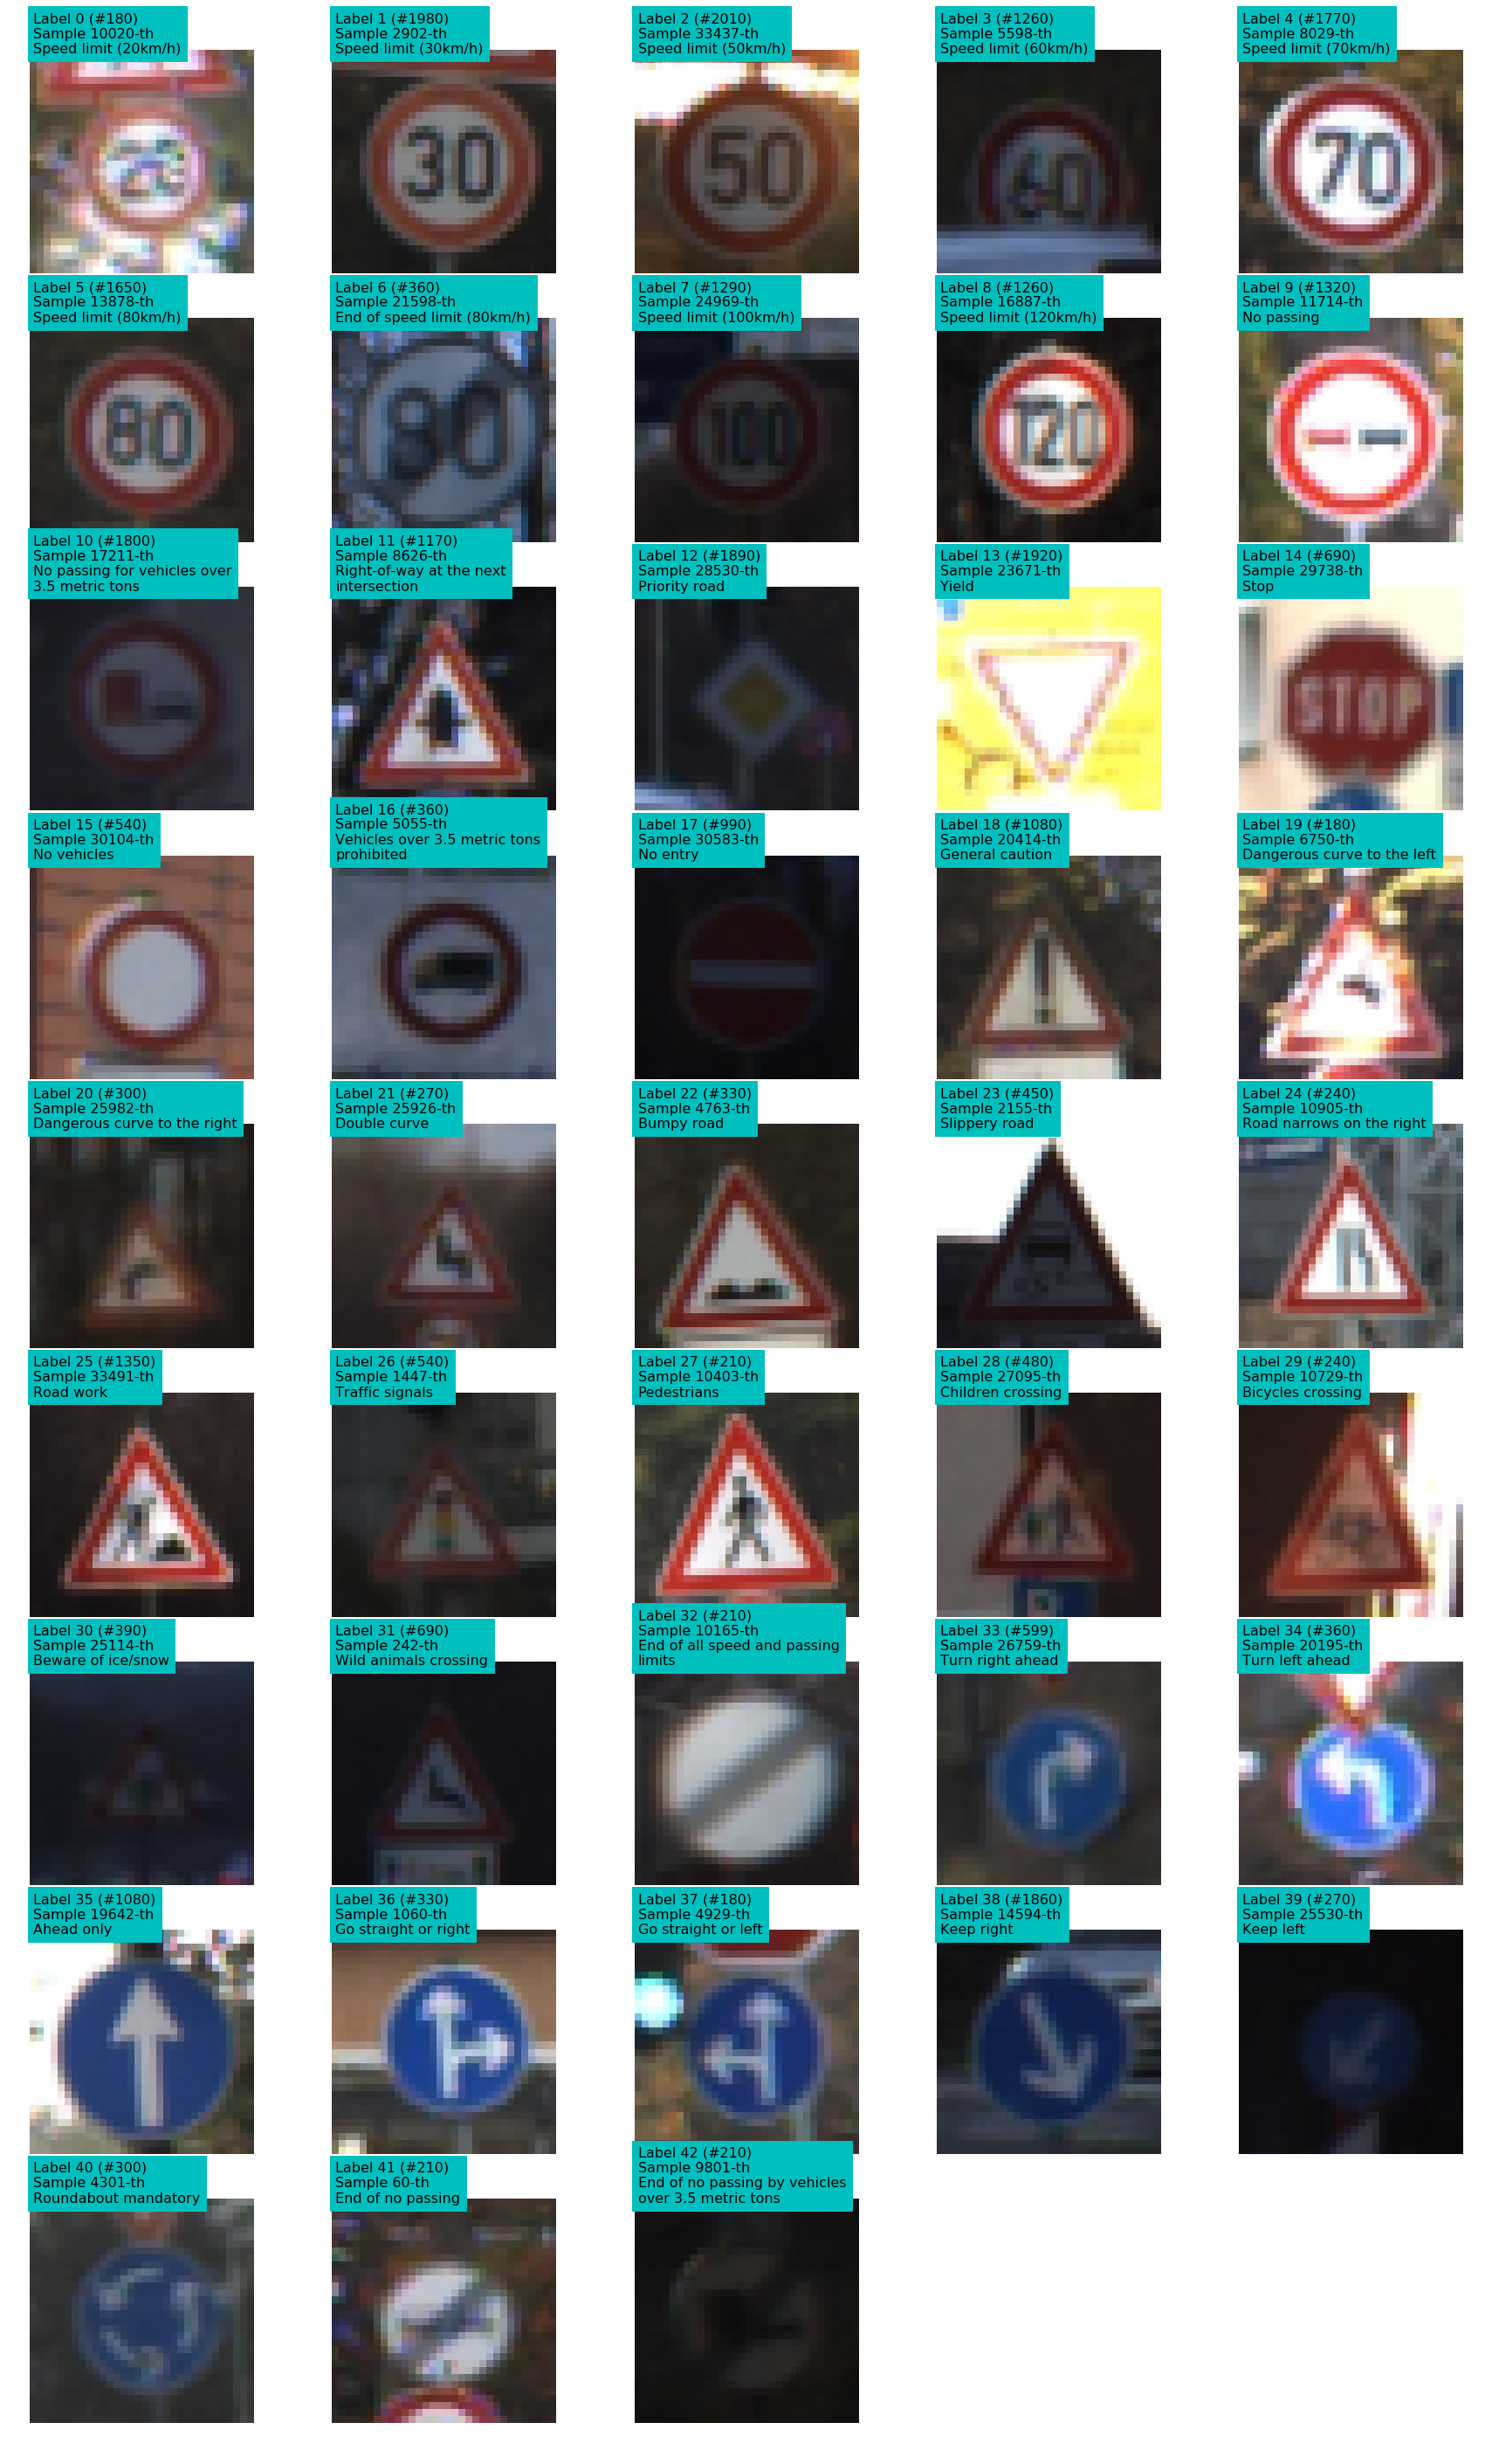 Label 0 (#180)
Sample 10020-th
Speed limit (20km/h)
Label 1 (#1980)
Sample 2902-th
Speed limit (30km/h)
30
Label 2 (#2010)
Sample 33437-th
Speed limit (50km/h)
50
Label 3 (#1260)
Sample 5598-th
Speed limit (60km/h)
60
Label 4 (#1770)
Sample 8029-th
Speed limit (70km/h)
70
Label 5 (#1650)
Sample 13878-th
Speed limit (80km/h)
80
Label 6 (#360)
Sample 21598-th
End of speed limit (80km/h)
80
Label 7 (#1290)
Sample 24969-th
Speed limit (100km/h)
100
Label 8 (#1260)
Sample 16887-th
Speed limit (120km/h)
120
Label 9 (#1320)
Sample 11714-th
No passing
Label 10 (#1800)
Sample 17211-th
No passing for vehicles over
3.5 metric tons
Label 11 (#1170)
Sample 8626-th
Right-of-way at the next
intersection
Label 12 (#1890)
Sample 28530-th
Priority road
Label 13 (#1920)
Sample 23671-th
Yield
Label 14 (#690)
Sample 29738-th
Stop
STOP
Label 15 (#540)
Sample 30104-th
No vehicles
Label 16 (#360)
Sample 5055-th
Vehicles over 3.5 metric tons
prohibited
Label 17 (#990)
Sample 30583-th
No entry
Label 18 (#1080)
Sample 20414-th
General caution
Label 19 (#180)
Sample 6750-th
Dangerous curve to the left
Label 20 (#300)
Sample 25982-th
Dangerous curve to the right
Label 21 (#270)
Sample 25926-th
Double curve
Label 22 (#330)
Sample 4763-th
Bumpy road
Label 23 (#450)
Sample 2155-th
Slippery road
Label 24 (#240)
Sample 10905-th
Road narrows on the right
Label 25 (#1350)
Sample 33491-th
Road work
Label 26 (#540)
Sample 1447-th
Traffic signals
Label 27 (#210)
Sample 10403-th
Pedestrians
Label 28 (#480)
Sample 27095-th
Children crossing
Label 29 (#240)
Sample 10729-th
Bicycles crossing
Label 30 (#390)
Sample 25114-th
Beware of ice/snow
Label 31 (#690)
Sample 242-th
Wild animals crossing
Label 32 (#210)
Sample 10165-th
End of all speed and passing
limits
Label 33 (#599)
Sample 26759-th
Turn right ahead
Label 34 (#360)
Sample 20195-th
Turn left ahead
Label 35 (#1080)
Sample 19642-th
Ahead only
Label 36 (#330)
Sample 1060-th
Go straight or right
Label 37 (#180)
Sample 4929-th
Go straight or left
Label 38 (#1860)
Sample 14594-th
Keep right
Label 39 (#270)
Sample 25530-th
Keep left
Label 40 (#300)
Sample 4301-th
Roundabout mandatory
Label 41 (#210)
Sample 60-th
End of no passing
Label 42 (#210)
Sample 9801-th
End of no passing by vehicles
over 3.5 metric tons